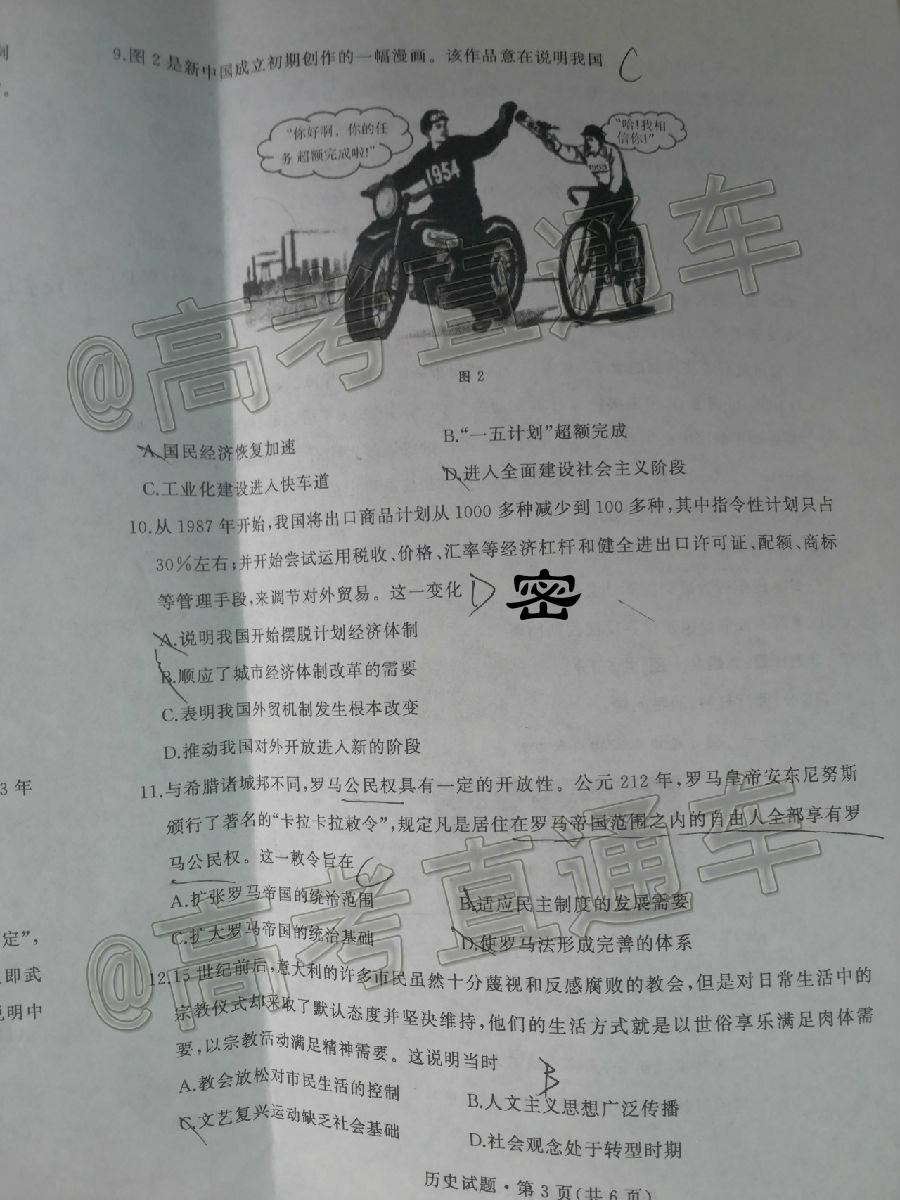 9.图 2 是新中国成立初期创作的一幅漫画。该作品意在说明我国 C
"你好啊，你的任
务 超额完成啦!"
"哈!我相
信你!"
1954
1953
@高考直通车
图 2
A.国民经济恢复加速
B."一五计划"超额完成
C.工业化建设进入快车道
D.进入全面建设社会主义阶段
10.从 1987 年开始,我国将出口商品计划从 1000 多种减少到 100 多种,其中指令性计划只占
30%左右;并开始尝试运用税收、价格、汇率等经济杠杆和健全进出口许可证、配额、商标
等管理手段,来调节对外贸易。这一变化 D 密
A.说明我国开始摆脱计划经济体制
B.顺应了城市经济体制改革的需要
C.表明我国外贸机制发生根本改变
D.推动我国对外开放进入新的阶段
3 年
11.与希腊诸城邦不同,罗马公民权具有一定的开放性。公元 212 年,罗马皇帝安东尼努斯
颁行了著名的"卡拉卡拉敕令",规定凡是居住在罗马帝国范围之内的自由人全部享有罗
马公民权。这一敕令旨在 C
A.扩张罗马帝国的统治范围
B.适应民主制度的发展需要
C.扩大罗马帝国的统治基础
D.使罗马法形成完善的体系
@高考直通车
定",
即武
明中
12.15 世纪前后,意大利的许多市民虽然十分蔑视和反感腐败的教会,但是对日常生活中的
宗教仪式却采取了默认态度并坚决维持,他们的生活方式就是以世俗享乐满足肉体需
要,以宗教活动满足精神需要。这说明当时 B
A.教会放松对市民生活的控制
B.人文主义思想广泛传播
C.文艺复兴运动缺乏社会基础
D.社会观念处于转型时期
历史试题·第 3 页(共 6 页)